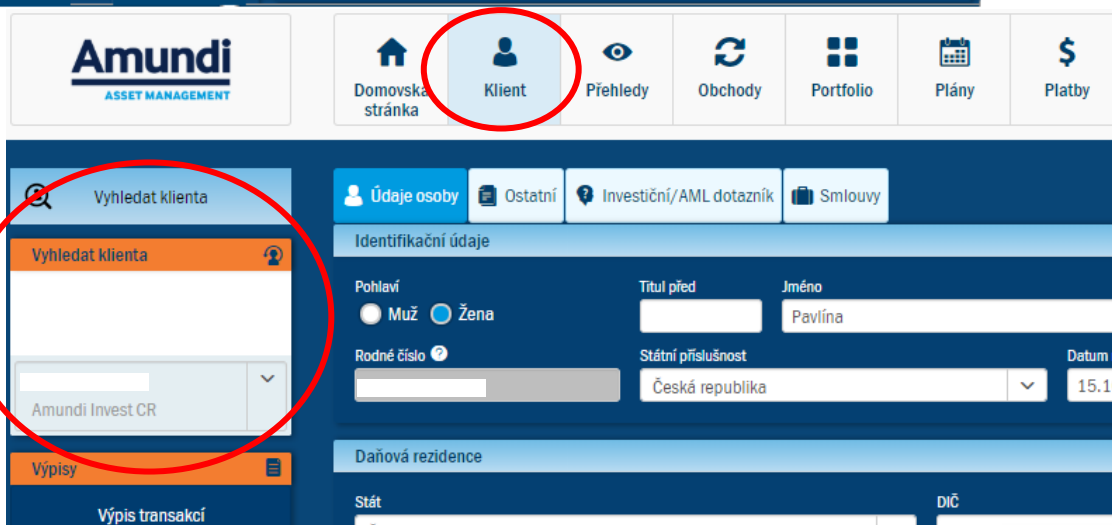 Amundi
ASSET MANAGEMENT
Domovská stránka
Klient
Přehledy
Obchody
Portfolio
Plány
Platby
Vyhledat klienta
Vyhledat klienta
Amundi Invest CR
Výpisy
Výpis transakcí
Údaje osoby
Ostatní
Investiční/AML dotazník
Smlouvy
Identifikační údaje
Pohlaví
Muž Žena
Titul před
Jméno
Pavlína
Rodné číslo
Státní příslušnost
Česká republika
Datum
15.1
Daňová rezidence
Stát
DIČ